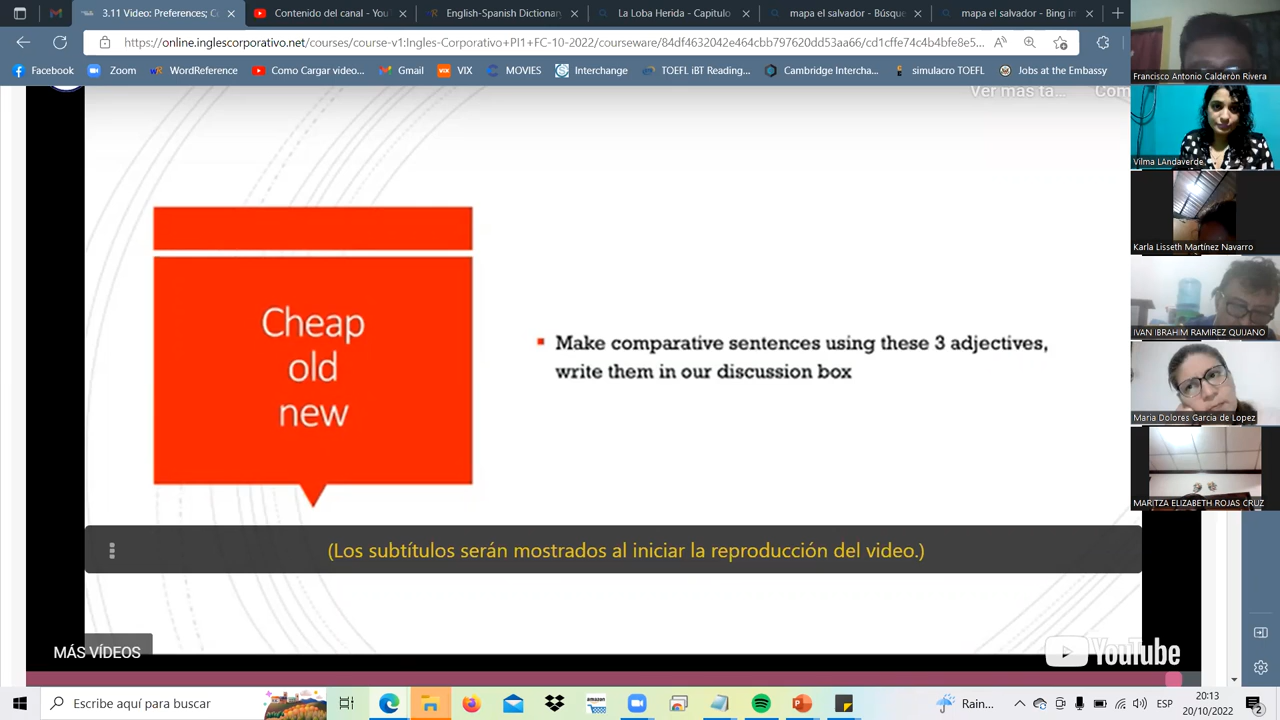 3.11 Video: Preferences; Co
Contenido del canal - You
English-Spanish Dictionary
La Loba Herida - Capitulo
mapa el salvador - Búsque
mapa el salvador - Bing im
https://online.inglescorporativo.net/courses/course-v1:Ingles-Corporativo+PI1+FC-10-2022/courseware/84df4632042e464cbb797620dd53aa66/cd1cffe74c4b4bfe8e5...
Facebook
Zoom
WordReference
Como Cargar video...
Gmail
VIX
MOVIES
Interchange
TOEFL iBT Reading...
Cambridge Intercha...
simulacro TOEFL
Jobs at the Embassy
Ver más ta...
Com
Cheap
old
new
Make comparative sentences using these 3 adjectives,
write them in our discussion box
(Los subtítulos serán mostrados al iniciar la reproducción del video.)
MÁS VÍDEOS
YouTube
Francisco Antonio Calderón Rivera
Vilma LAndaverde
Karla Lisseth Martínez Navarro
IVAN IBRAHIM RAMIREZ QUIJANO
Maria Dolores Garcia de Lopez
MARITZA ELIZABETH ROJAS CRUZ
Escribe aquí para buscar
Rain...
ESP
20:13
20/10/2022
2